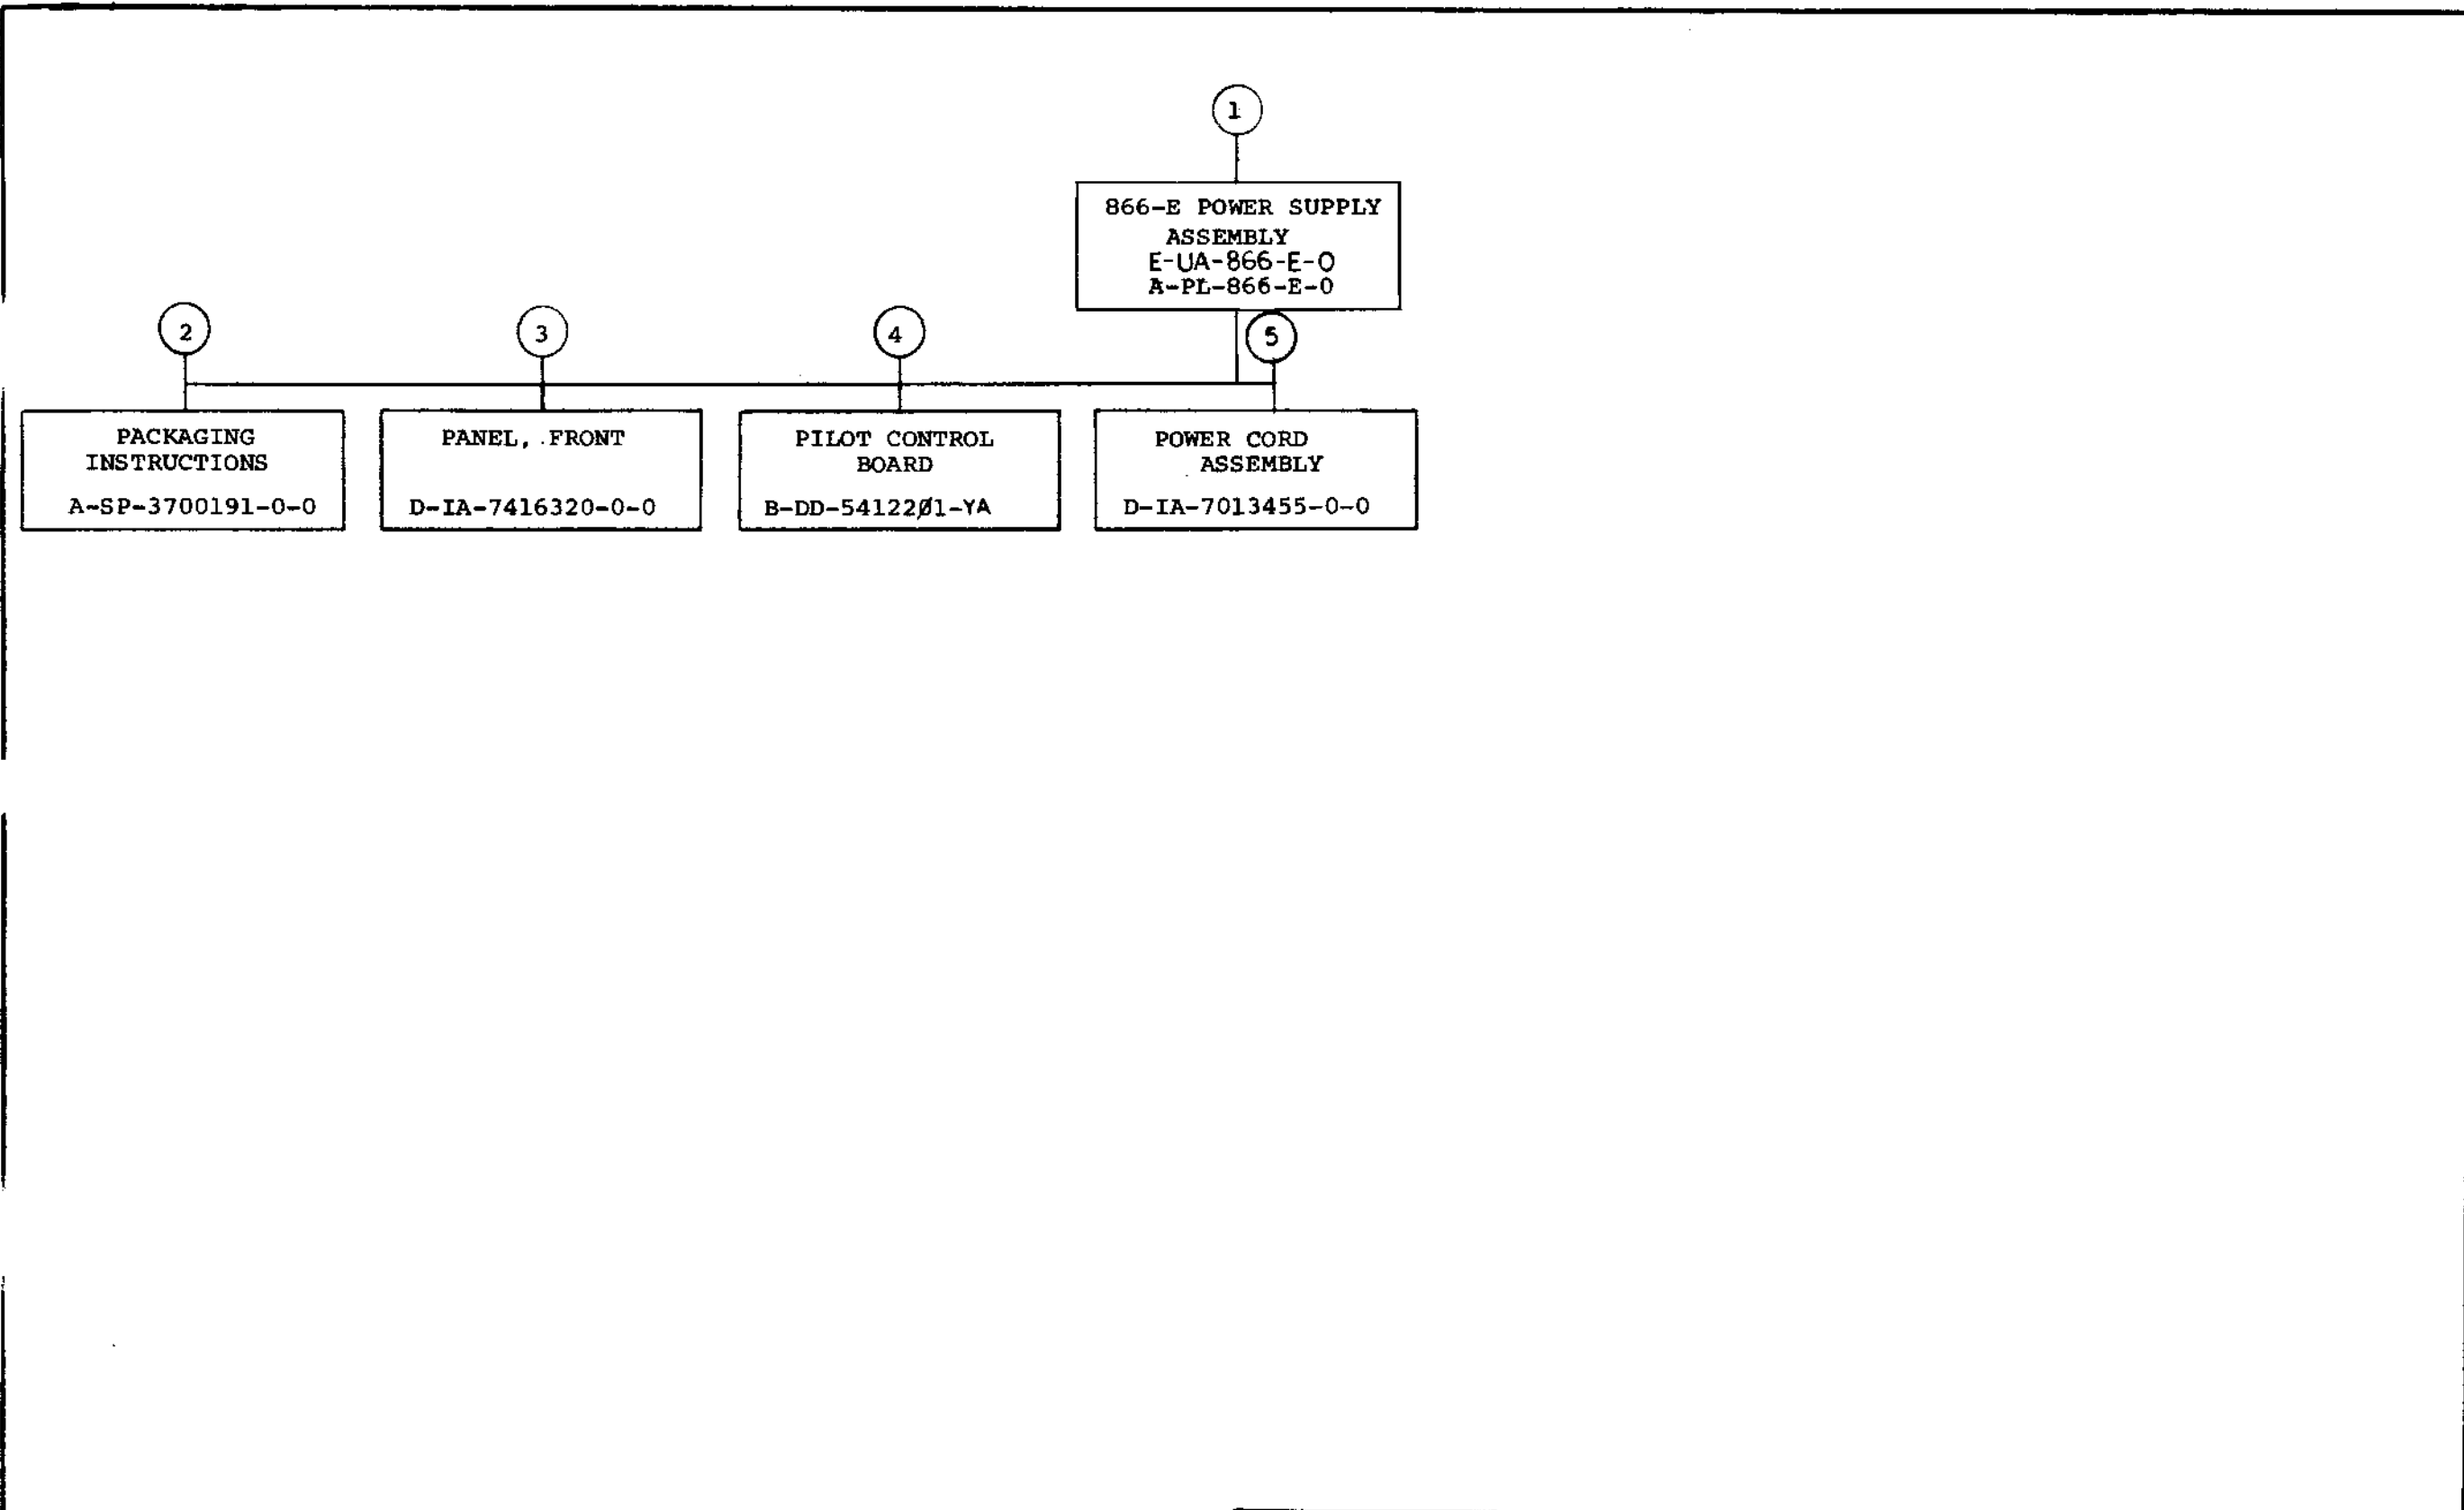 1
866-E POWER SUPPLY
ASSEMBLY
E-UA-866-E-0
A-PL-866-E-0
2
3
4
5
PACKAGING
INSTRUCTIONS
A-SP-3700191-0-0
PANEL, FRONT
D-IA-7416320-0-0
PILOT CONTROL
BOARD
B-DD-54122Ø1-YA
POWER CORD
ASSEMBLY
D-IA-7013455-0-0